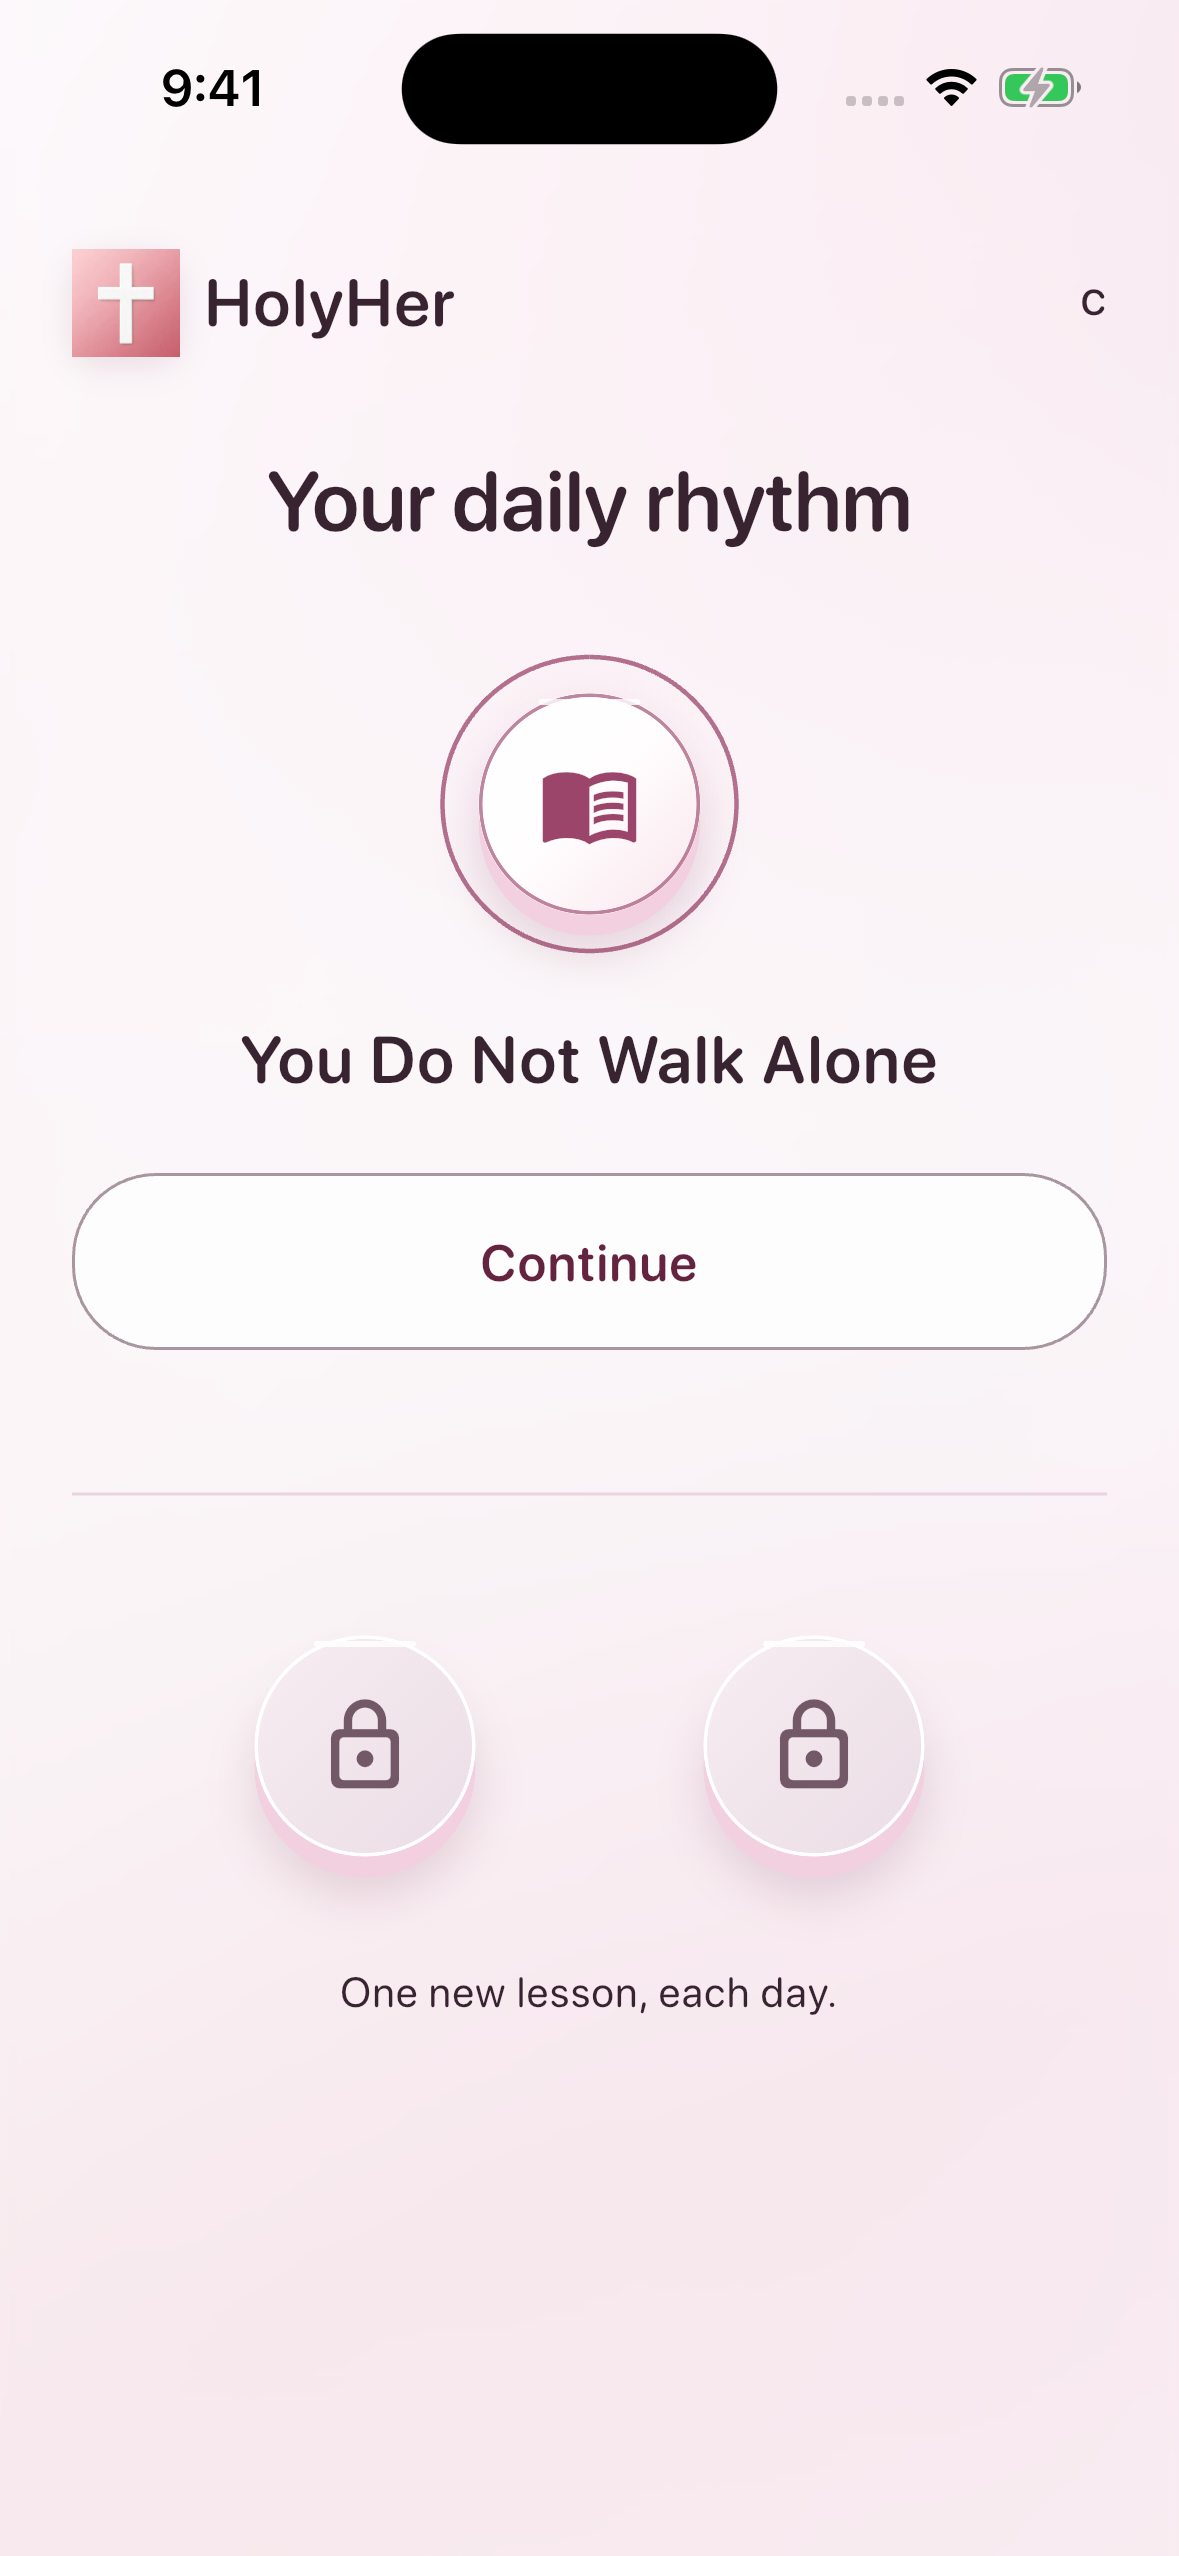 9:41
HolyHer
c
Your daily rhythm
You Do Not Walk Alone
Continue
One new lesson, each day.